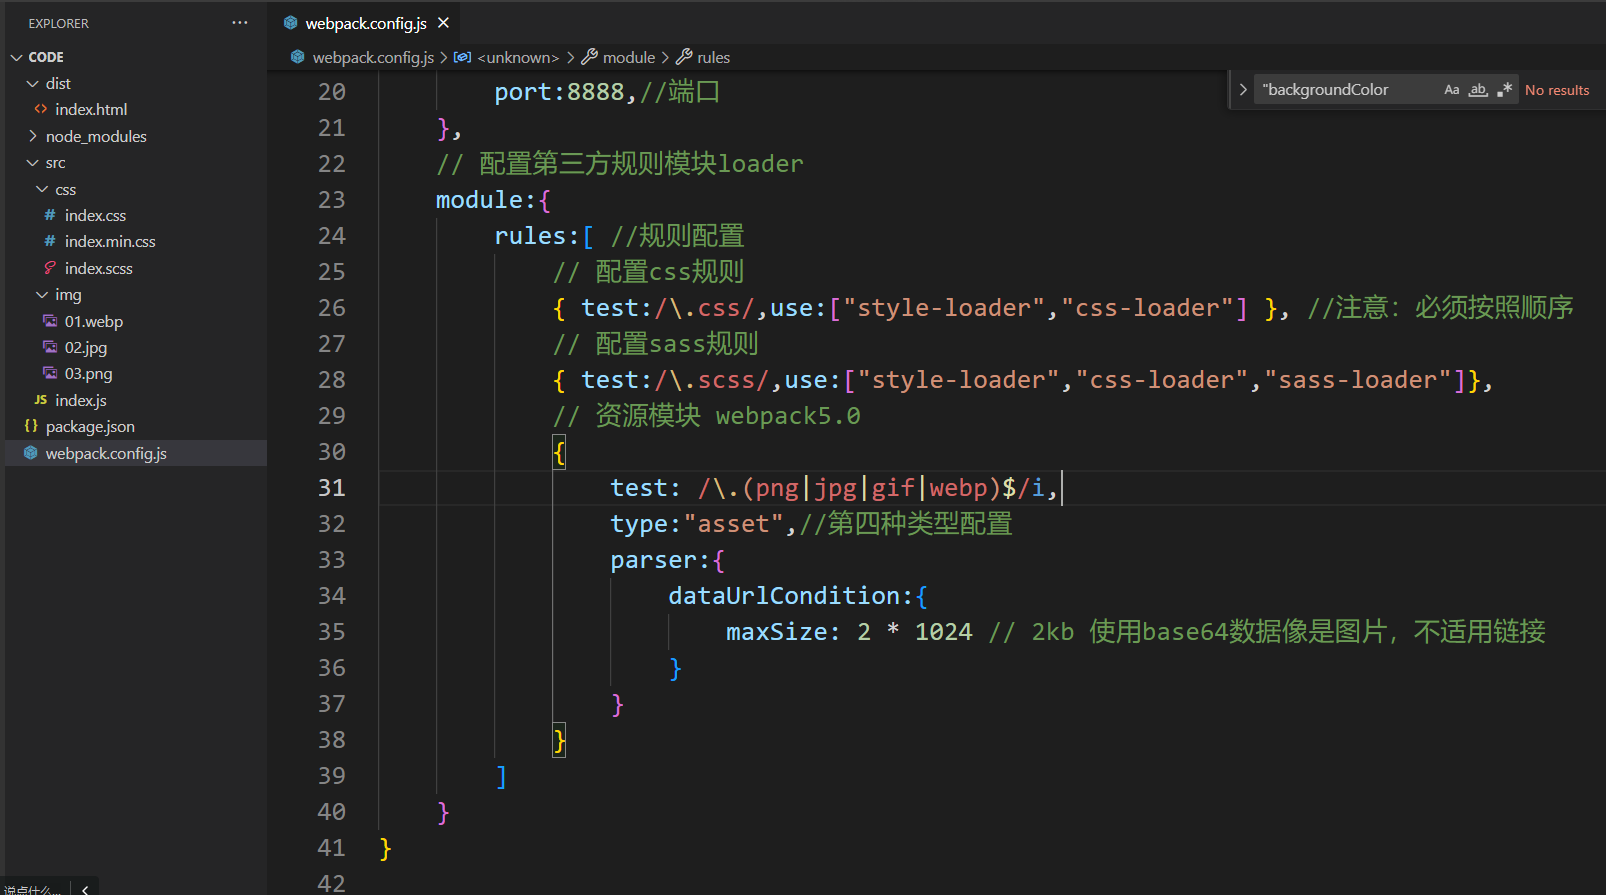 EXPLORER
···
CODE
dist
index.html
node_modules
src
css
index.css
index.min.css
index.scss
img
01.webp
02.jpg
03.png
index.js
package.json
webpack.config.js
说点什么...
webpack.config.js
webpack.config.js > <unknown> > module > rules
"backgroundColor Aa ab .* No results
20 port:8888,//端口
21 },
22 // 配置第三方规则模块loader
23 module:{
24 rules:[ //规则配置
25 // 配置css规则
26 { test:/\.css/,use:["style-loader","css-loader"] }, //注意：必须按照顺序
27 // 配置sass规则
28 { test:/\.scss/,use:["style-loader","css-loader","sass-loader"]},
29 // 资源模块 webpack5.0
30 {
31 test: /\.(png|jpg|gif|webp)$/i,
32 type:"asset",//第四种类型配置
33 parser:{
34 dataUrlCondition:{
35 maxSize: 2 * 1024 // 2kb 使用base64数据像是图片，不适用链接
36 }
37 }
38 }
39 ]
40 }
41 }
42